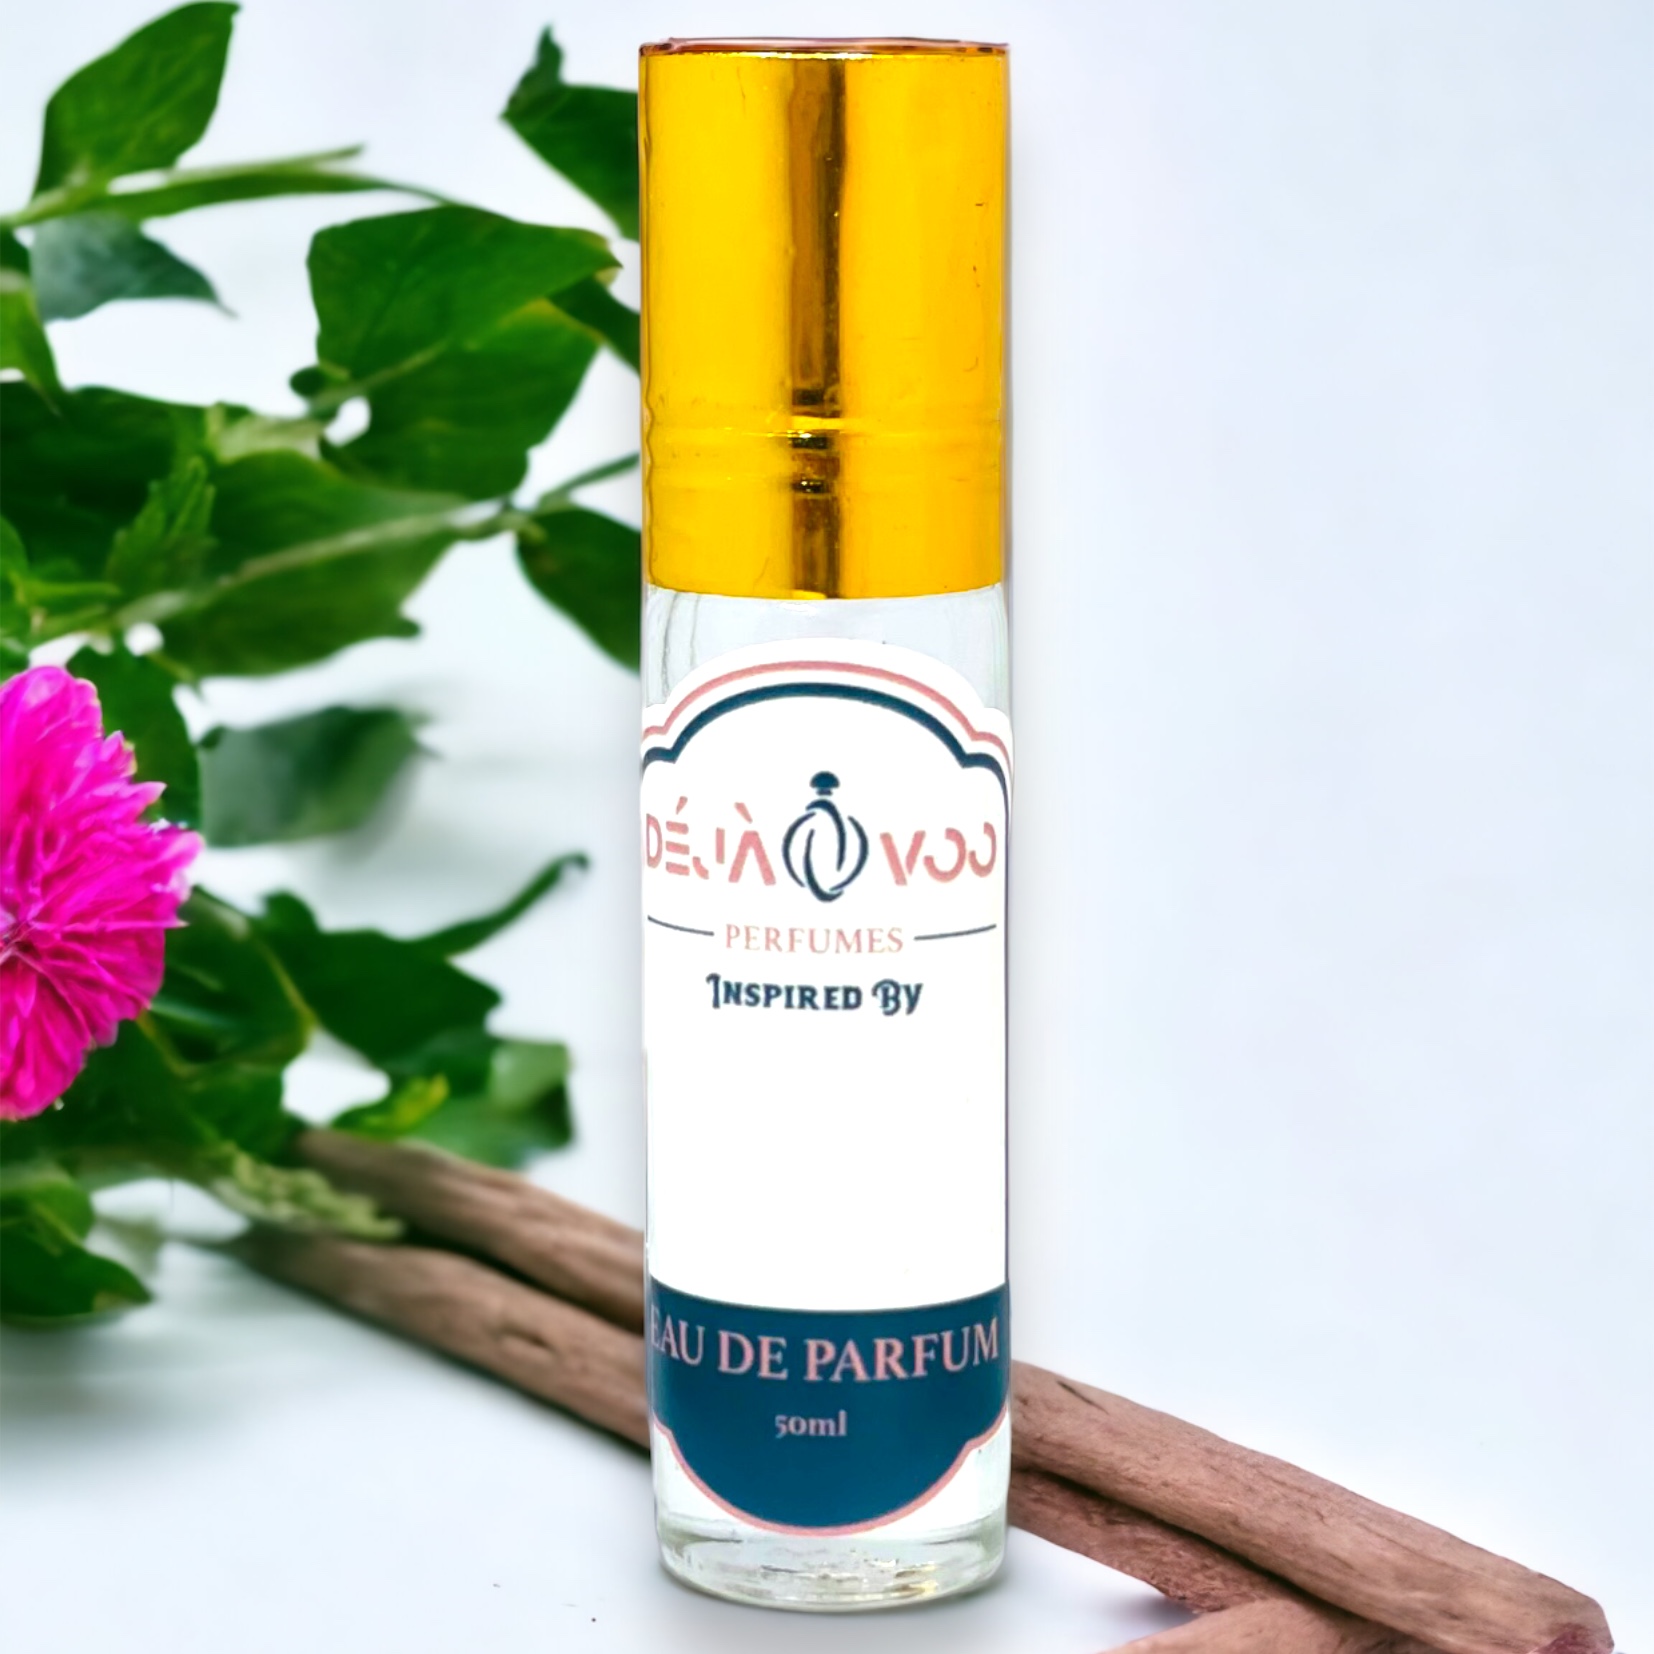 DÉJÀ VOO
PERFUMES
INSPIRED BY
EAU DE PARFUM
50ml